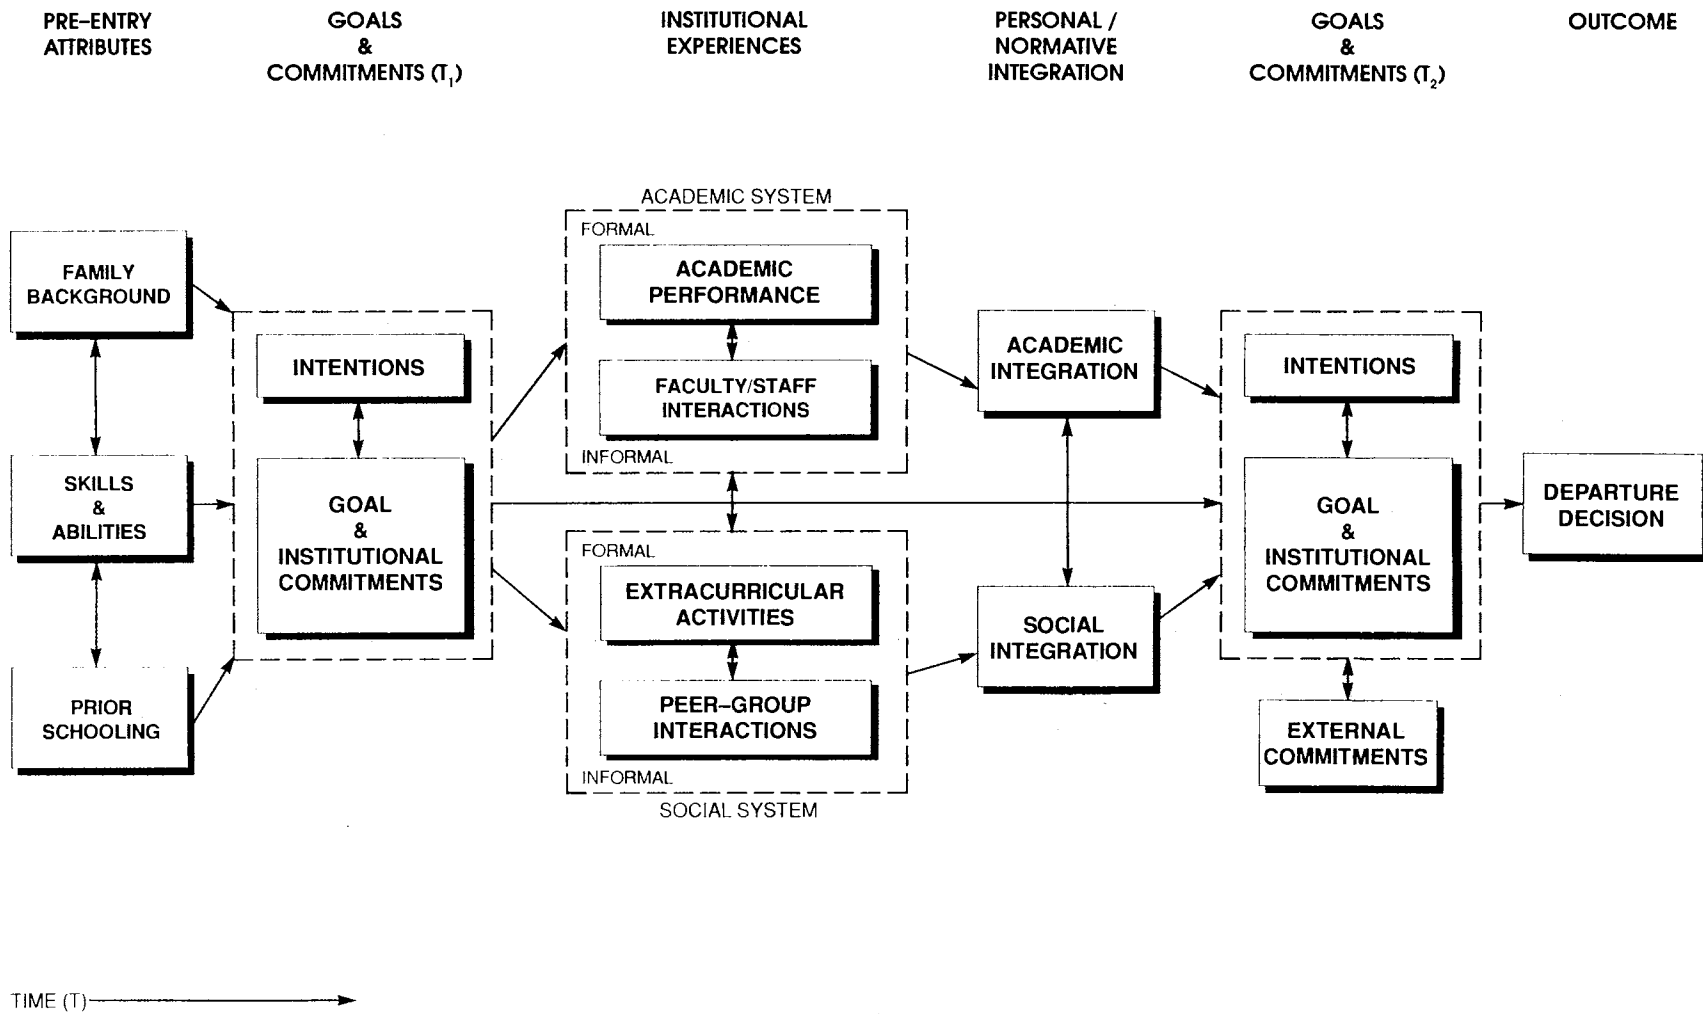 PRE–ENTRY
ATTRIBUTES
GOALS
&
COMMITMENTS (T₁)
INSTITUTIONAL
EXPERIENCES
PERSONAL /
NORMATIVE
INTEGRATION
GOALS
&
COMMITMENTS (T₂)
OUTCOME
FAMILY
BACKGROUND
SKILLS
&
ABILITIES
PRIOR
SCHOOLING
INTENTIONS
GOAL
&
INSTITUTIONAL
COMMITMENTS
ACADEMIC SYSTEM
FORMAL
ACADEMIC
PERFORMANCE
FACULTY/STAFF
INTERACTIONS
INFORMAL
FORMAL
EXTRACURRICULAR
ACTIVITIES
PEER–GROUP
INTERACTIONS
INFORMAL
SOCIAL SYSTEM
ACADEMIC
INTEGRATION
SOCIAL
INTEGRATION
INTENTIONS
GOAL
&
INSTITUTIONAL
COMMITMENTS
EXTERNAL
COMMITMENTS
DEPARTURE
DECISION
TIME (T)